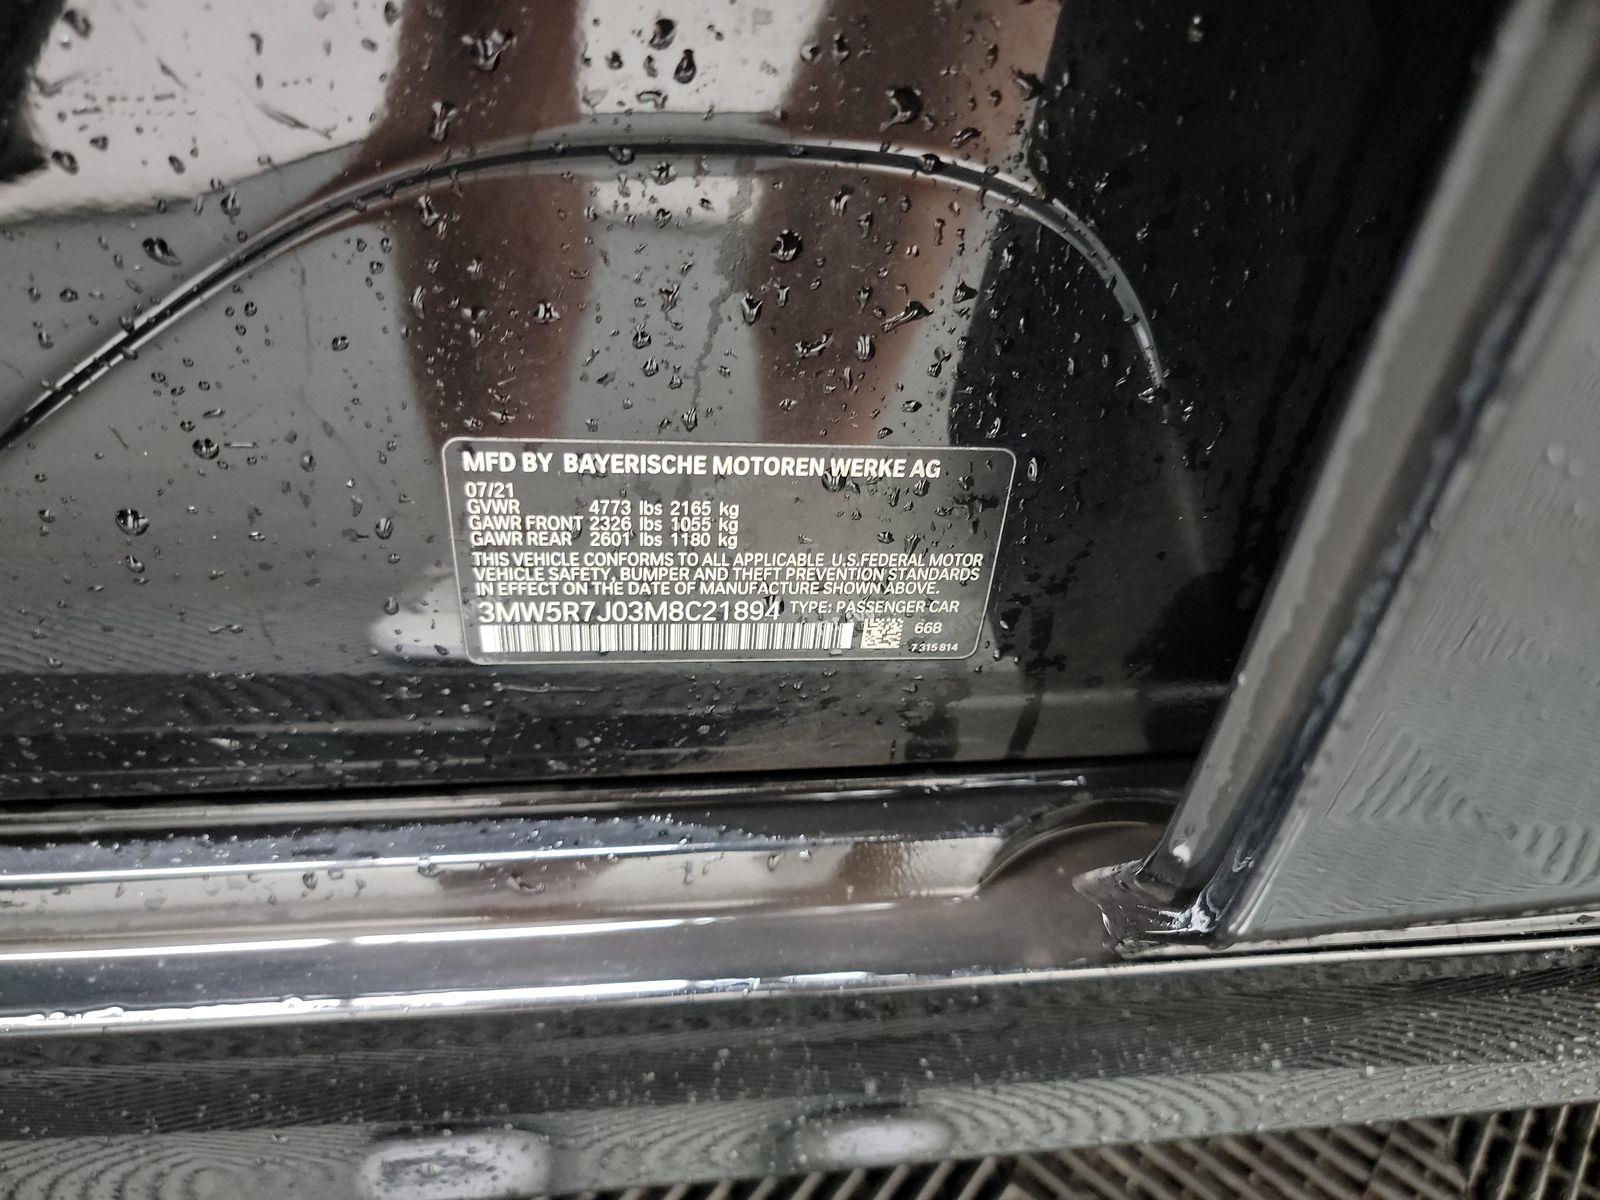 MFD BY BAYERISCHE MOTOREN WERKE AG
07/21
GVWR 4773 lbs 2165 kg
GAWR FRONT 2326 lbs 1055 kg
GAWR REAR 2601 lbs 1180 kg
THIS VEHICLE CONFORMS TO ALL APPLICABLE U.S.FEDERAL MOTOR
VEHICLE SAFETY, BUMPER AND THEFT PREVENTION STANDARDS
IN EFFECT ON THE DATE OF MANUFACTURE SHOWN ABOVE.
3MW5R7J03M8C21894 TYPE: PASSENGER CAR
668
7 315 814